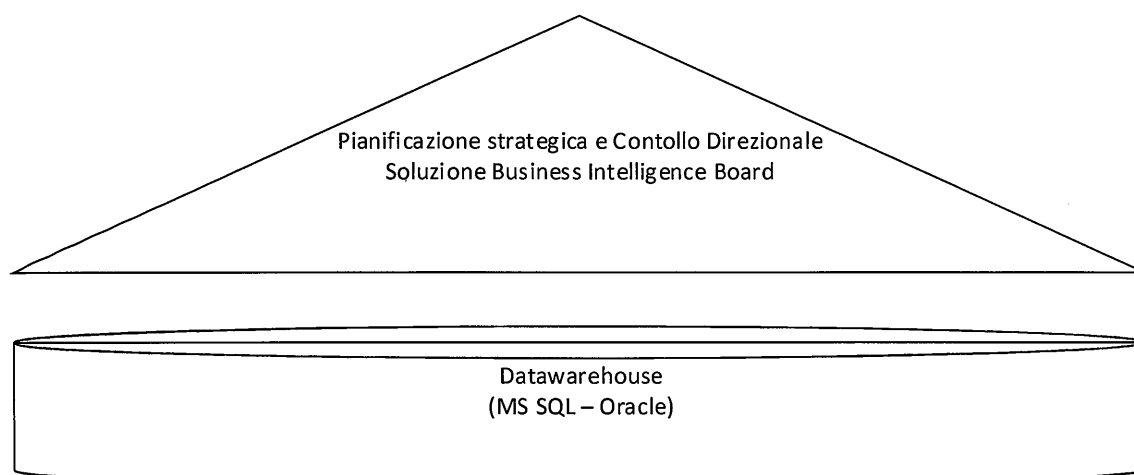 Pianificazione strategica e Contollo Direzionale
Soluzione Business Intelligence Board
Datawarehouse
(MS SQL – Oracle)